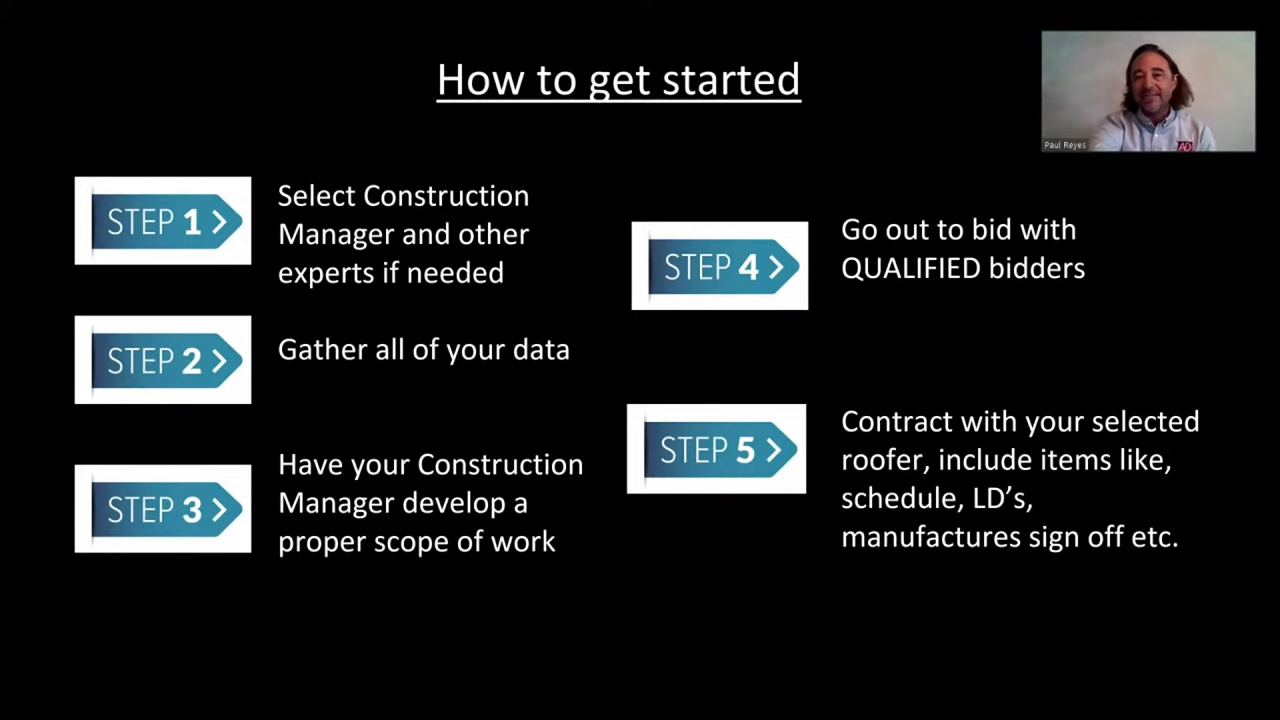 How to get started
Paul Reyes
AD
STEP 1
Select Construction
Manager and other
experts if needed
STEP 2
Gather all of your data
STEP 3
Have your Construction
Manager develop a
proper scope of work
STEP 4
Go out to bid with
QUALIFIED bidders
STEP 5
Contract with your selected
roofer, include items like,
schedule, LD’s,
manufactures sign off etc.